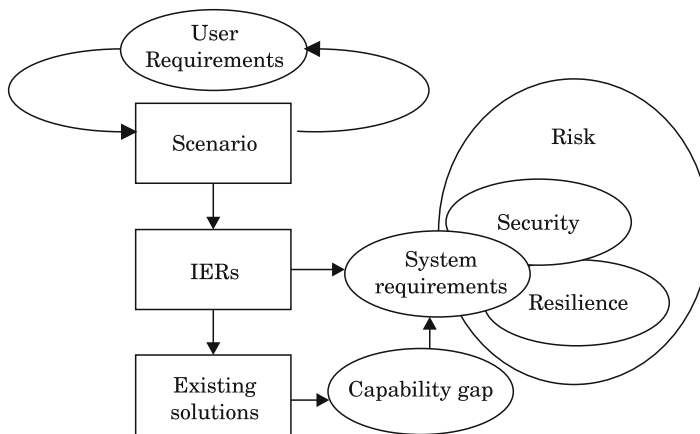 User
Requirements
Scenario
Risk
Security
IERs
System
requirements
Resilience
Existing
solutions
Capability gap